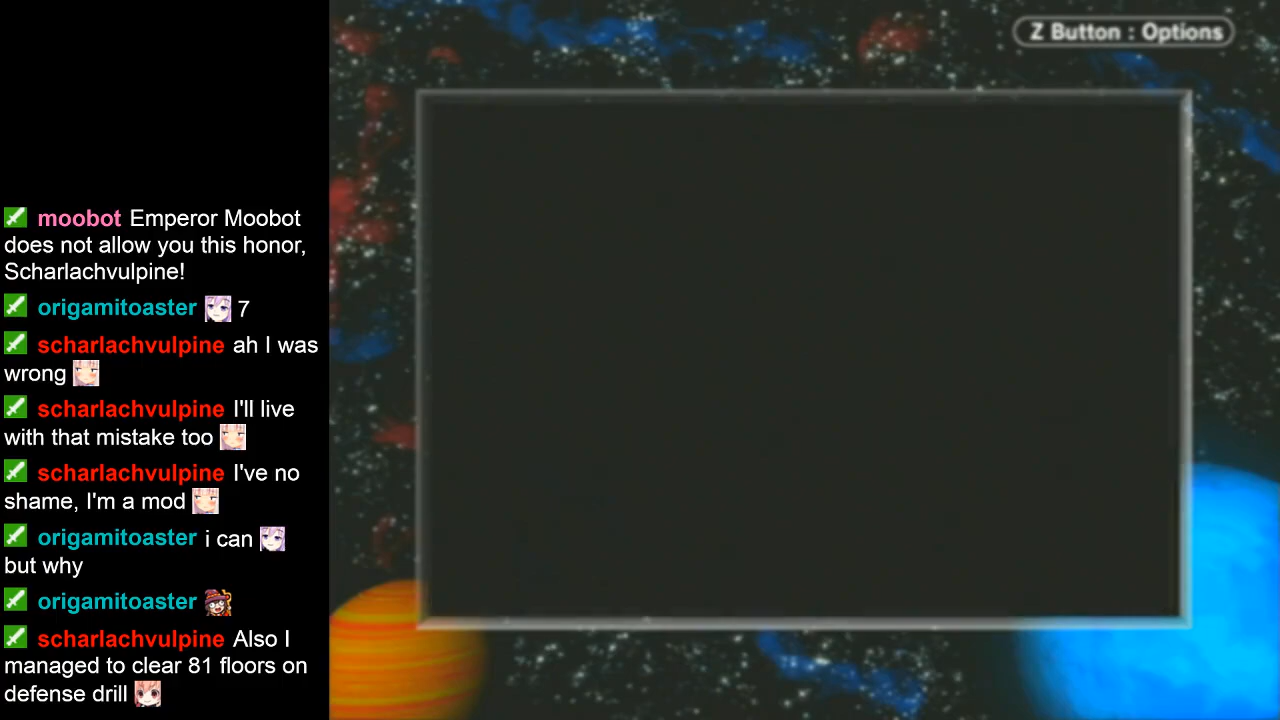 Z Button : Options
moobot Emperor Moobot
does not allow you this honor,
Scharlachvulpine!
origamitoaster 7
scharlachvulpine ah I was
wrong
scharlachvulpine I'll live
with that mistake too
scharlachvulpine I've no
shame, I'm a mod
origamitoaster i can
but why
origamitoaster
scharlachvulpine Also I
managed to clear 81 floors on
defense drill